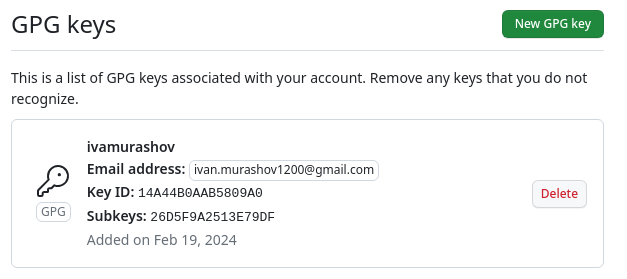 GPG keys
New GPG key
This is a list of GPG keys associated with your account. Remove any keys that you do not
recognize.
ivamurashov
Email address: ivan.murashov1200@gmail.com
Key ID: 14A44B0AAB5809A0
GPG
Subkeys: 26D5F9A2513E79DF
Added on Feb 19, 2024
Delete